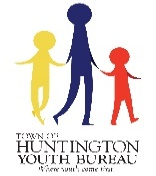 TOWN OF
HUNTINGTON
YOUTH BUREAU
Where youth come first